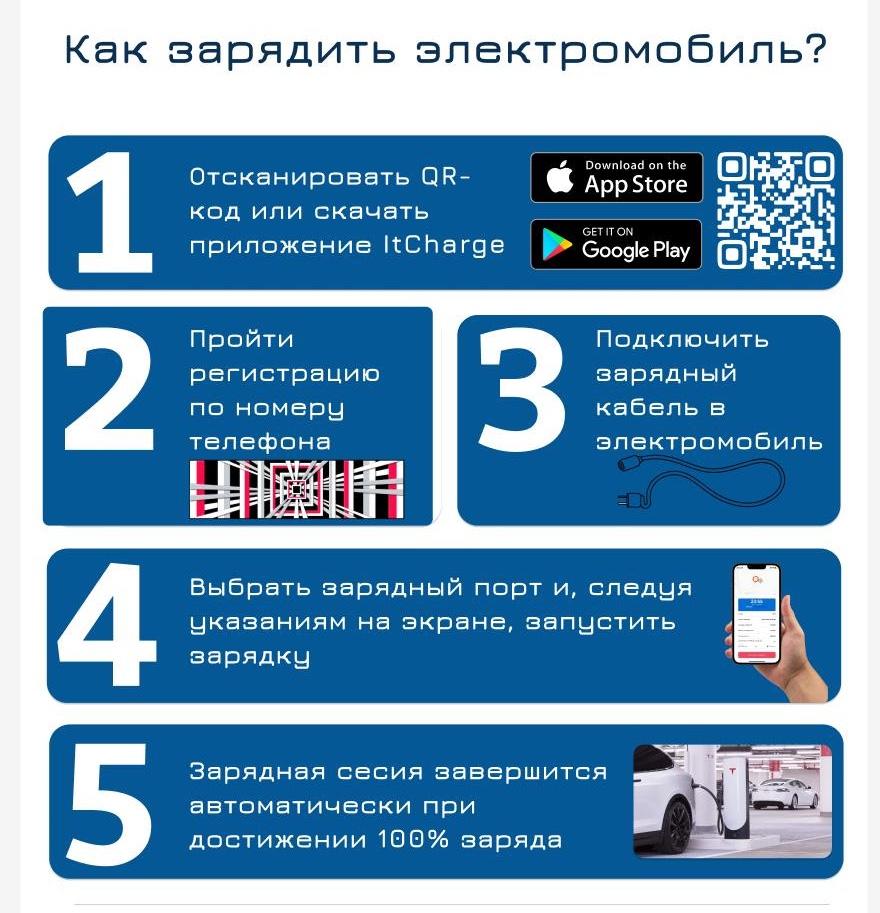 Как зарядить электромобиль?
1
Отсканировать QR-
код или скачать
приложение ItCharge
Download on the
App Store
GET IT ON
Google Play
2
Пройти
регистрацию
по номеру
телефона
3
Подключить
зарядный
кабель в
электромобиль
4
Выбрать зарядный порт и, следуя
указаниям на экране, запустить
зарядку
5
Зарядная сесия завершится
автоматически при
достижении 100% заряда